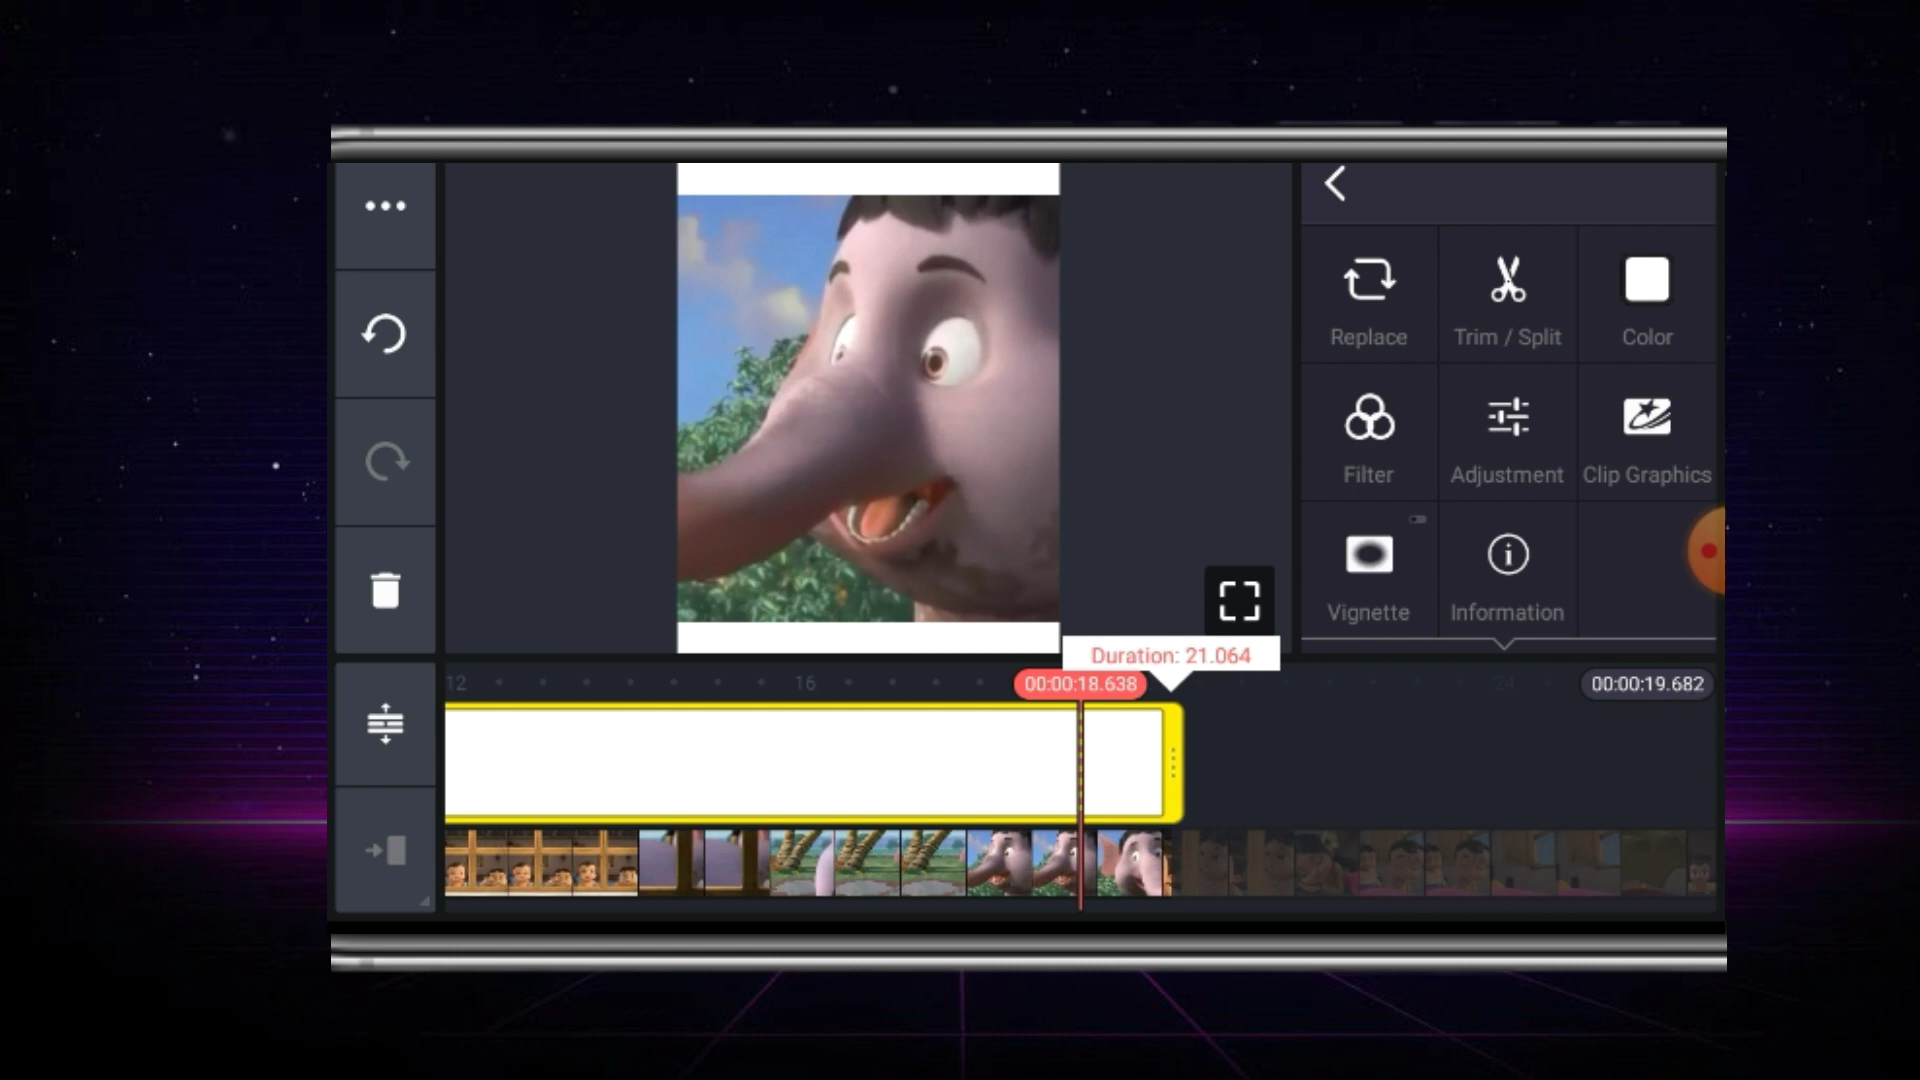 Replace
Trim / Split
Color
Filter
Adjustment
Clip Graphics
Vignette
Information
Duration: 21.064
12
16
00:00:18.638
24
00:00:19.682